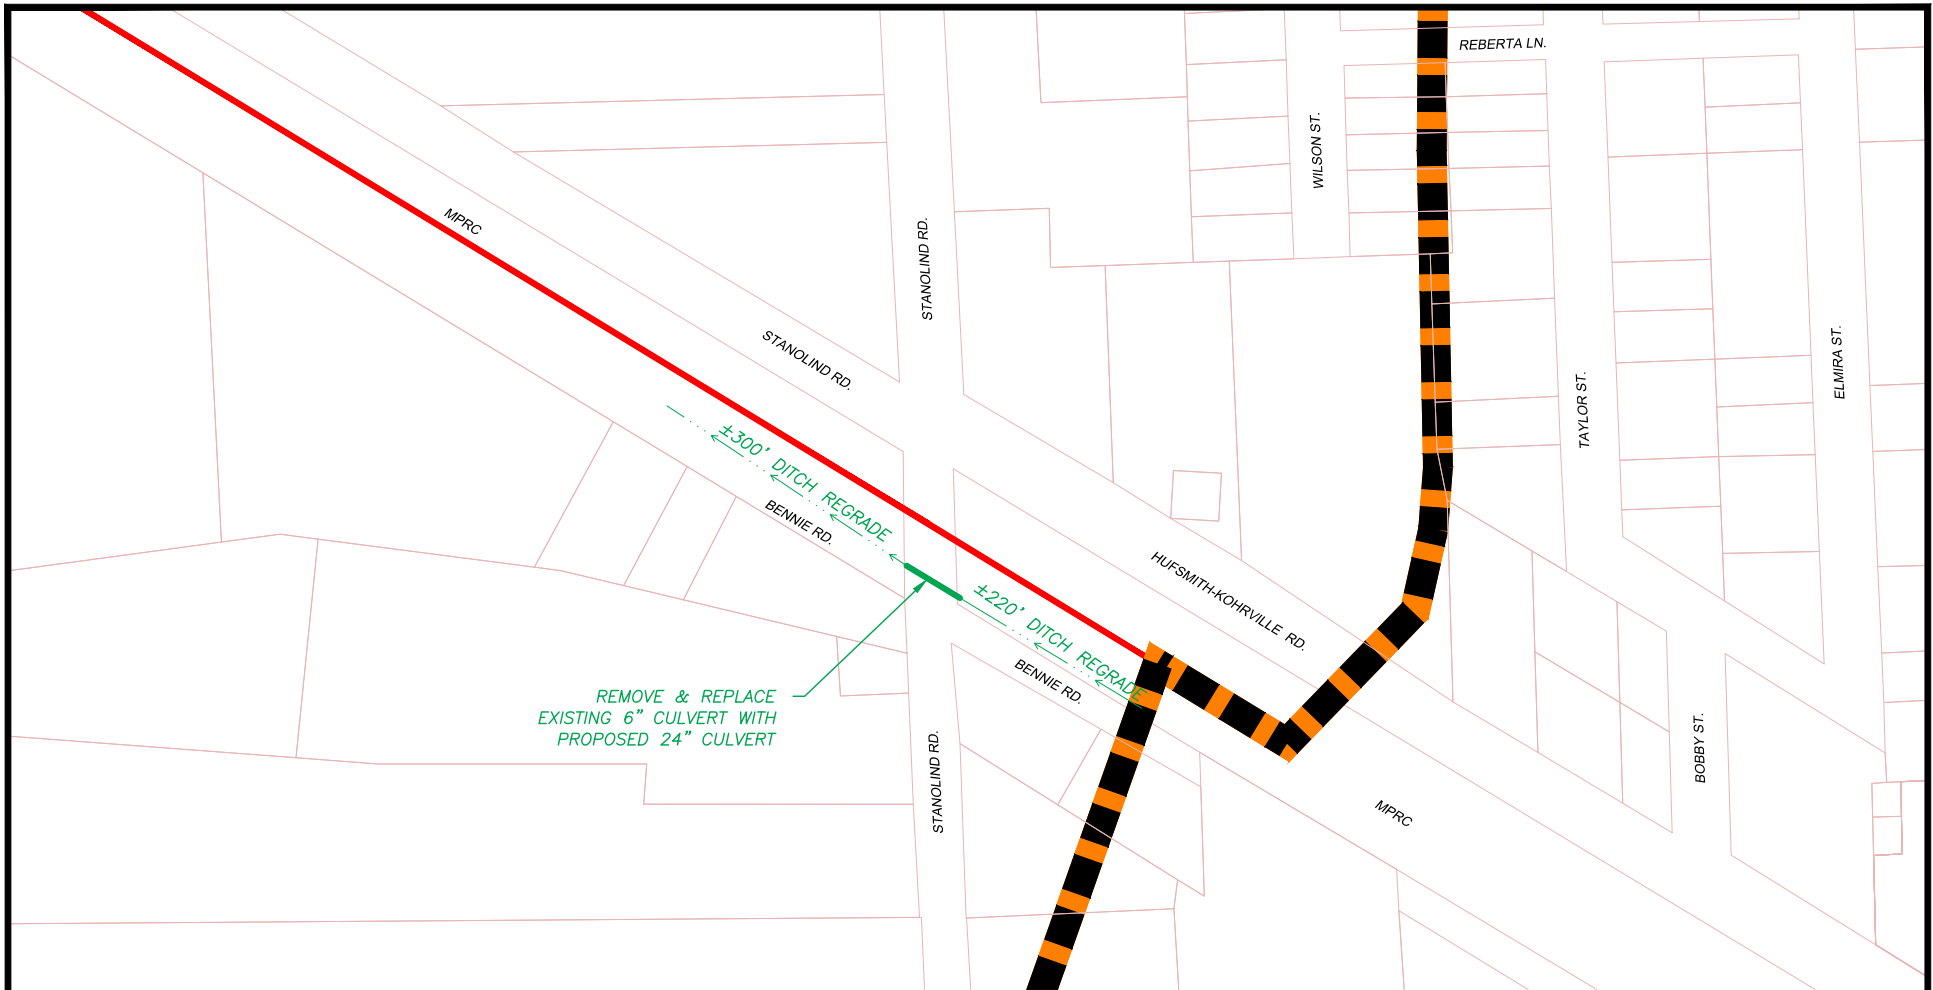 REBERTA LN.
WILSON ST.
MPRC
STANOLIND RD.
STANOLIND RD.
ELMIRA ST.
TAYLOR ST.
±300' DITCH REGRADE
BENNIE RD.
HUFSMITH-KOHRVILLE RD.
±220' DITCH REGRADE
BENNIE RD.
REMOVE & REPLACE
EXISTING 6" CULVERT WITH
PROPOSED 24" CULVERT
STANOLIND RD.
BOBBY ST.
MPRC